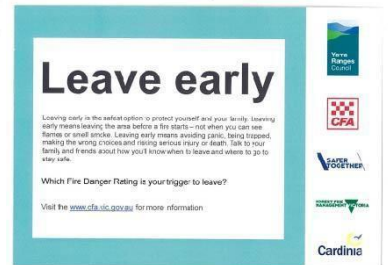 Leave early
Leaving early is the safest option to protect yourself and your family. Leaving
early means leaving the area before a fire starts – not when you can see
flames or smell smoke. Leaving early means avoiding panic, being trapped,
making the wrong choices and risking serious injury or death. Talk to your
family and friends about how you'll know when to leave and where to go to
stay safe.
Which Fire Danger Rating is your trigger to leave?
Visit the www.cfa.vic.gov.au for more information
Yarra
Ranges
Council
CFA
SAFER
TOGETHER
FOREST FIRE
MANAGEMENT VICTORIA
Cardinia